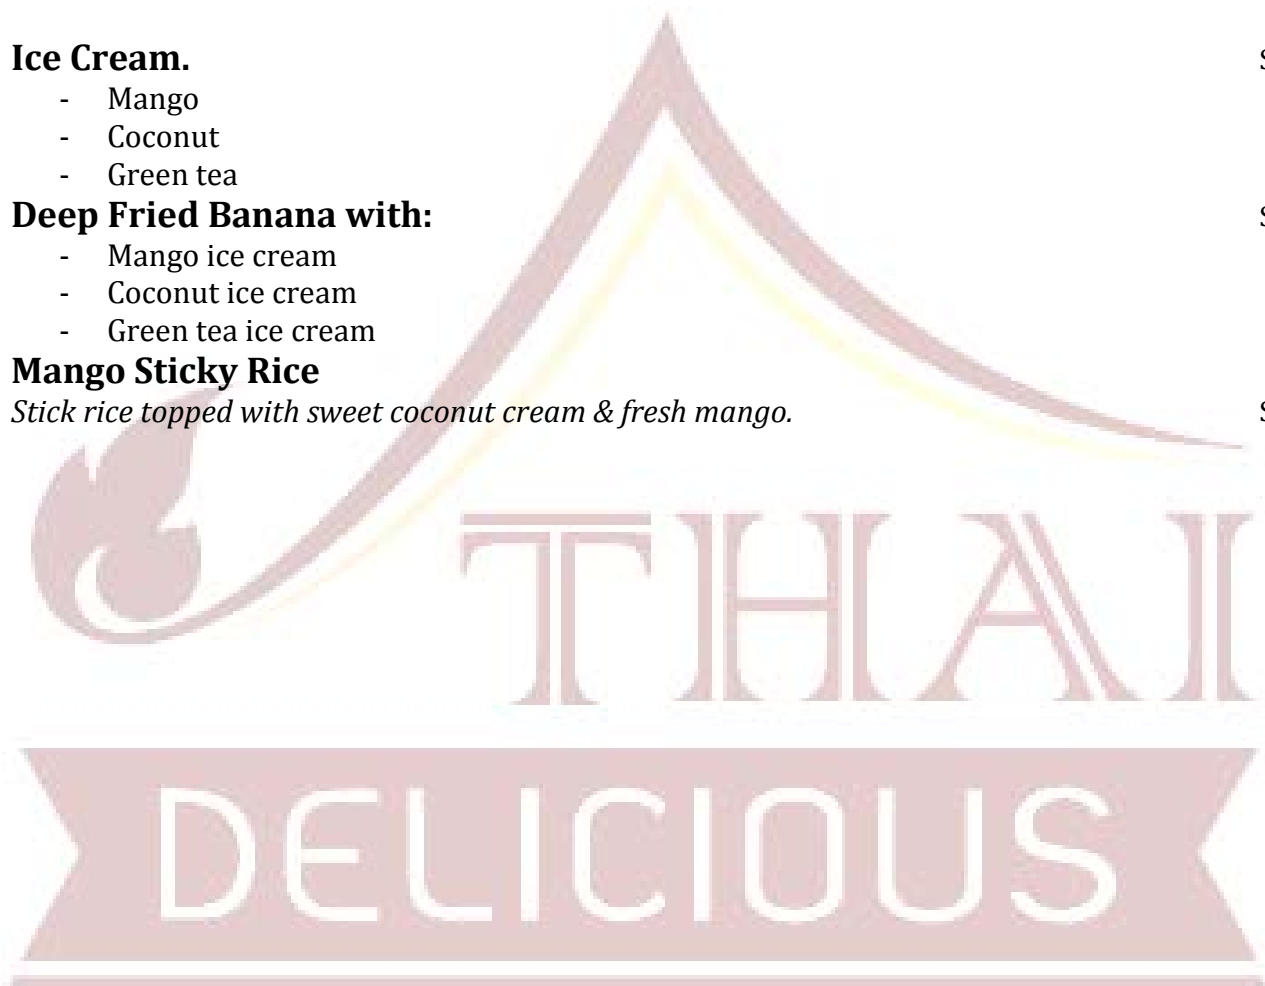 Ice Cream.
- Mango
- Coconut
- Green tea
Deep Fried Banana with:
- Mango ice cream
- Coconut ice cream
- Green tea ice cream
Mango Sticky Rice
Stick rice topped with sweet coconut cream & fresh mango.
THAI
DELICIOUS